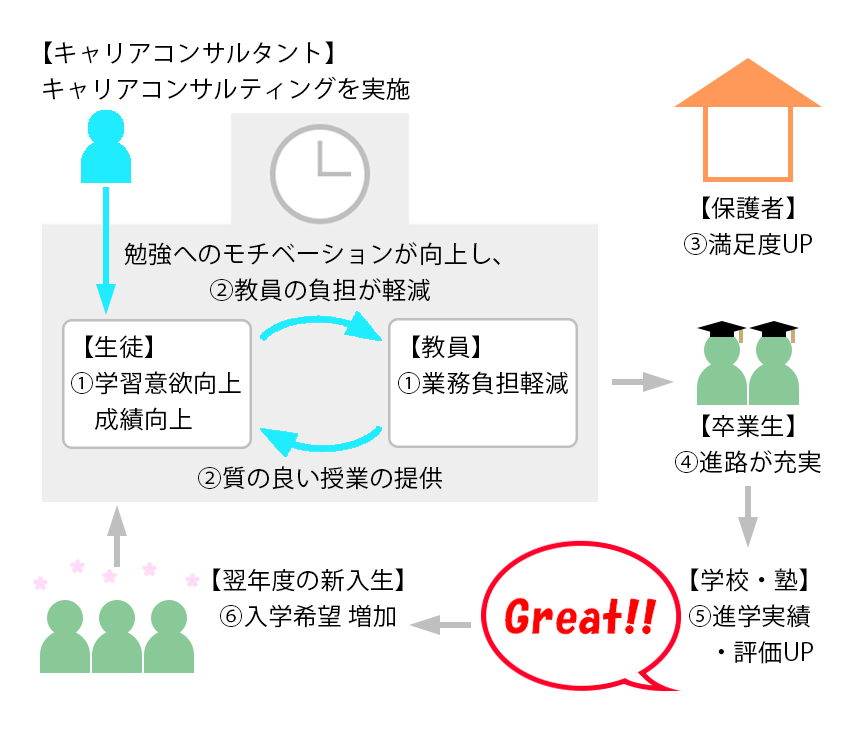 【キャリアコンサルタント】
キャリアコンサルティングを実施
勉強へのモチベーションが向上し、
②教員の負担が軽減
【生徒】
①学習意欲向上
成績向上
【教員】
①業務負担軽減
②質の良い授業の提供
【保護者】
③満足度UP
【卒業生】
④進路が充実
【学校・塾】
⑤進学実績
・評価UP
Great!!
【翌年度の新入生】
⑥入学希望 増加